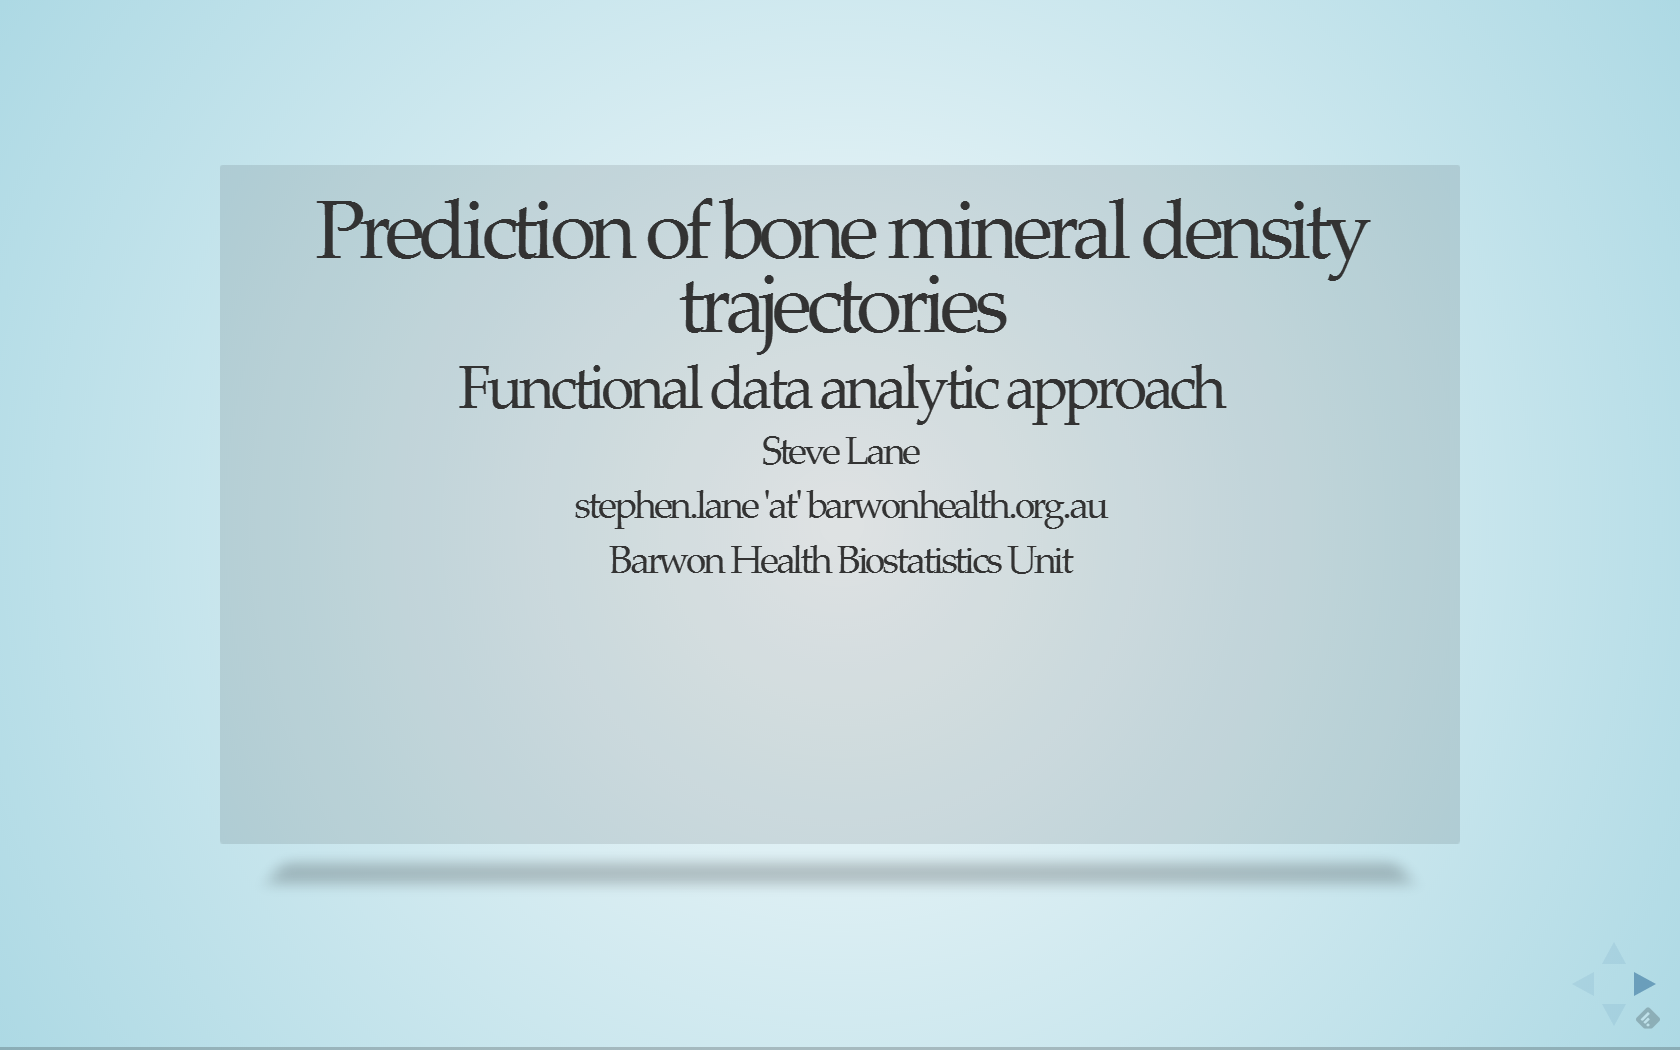 Prediction of bone mineral density
trajectories
Functional data analytic approach
Steve Lane
stephen.lane 'at' barwonhealth.org.au
Barwon Health Biostatistics Unit